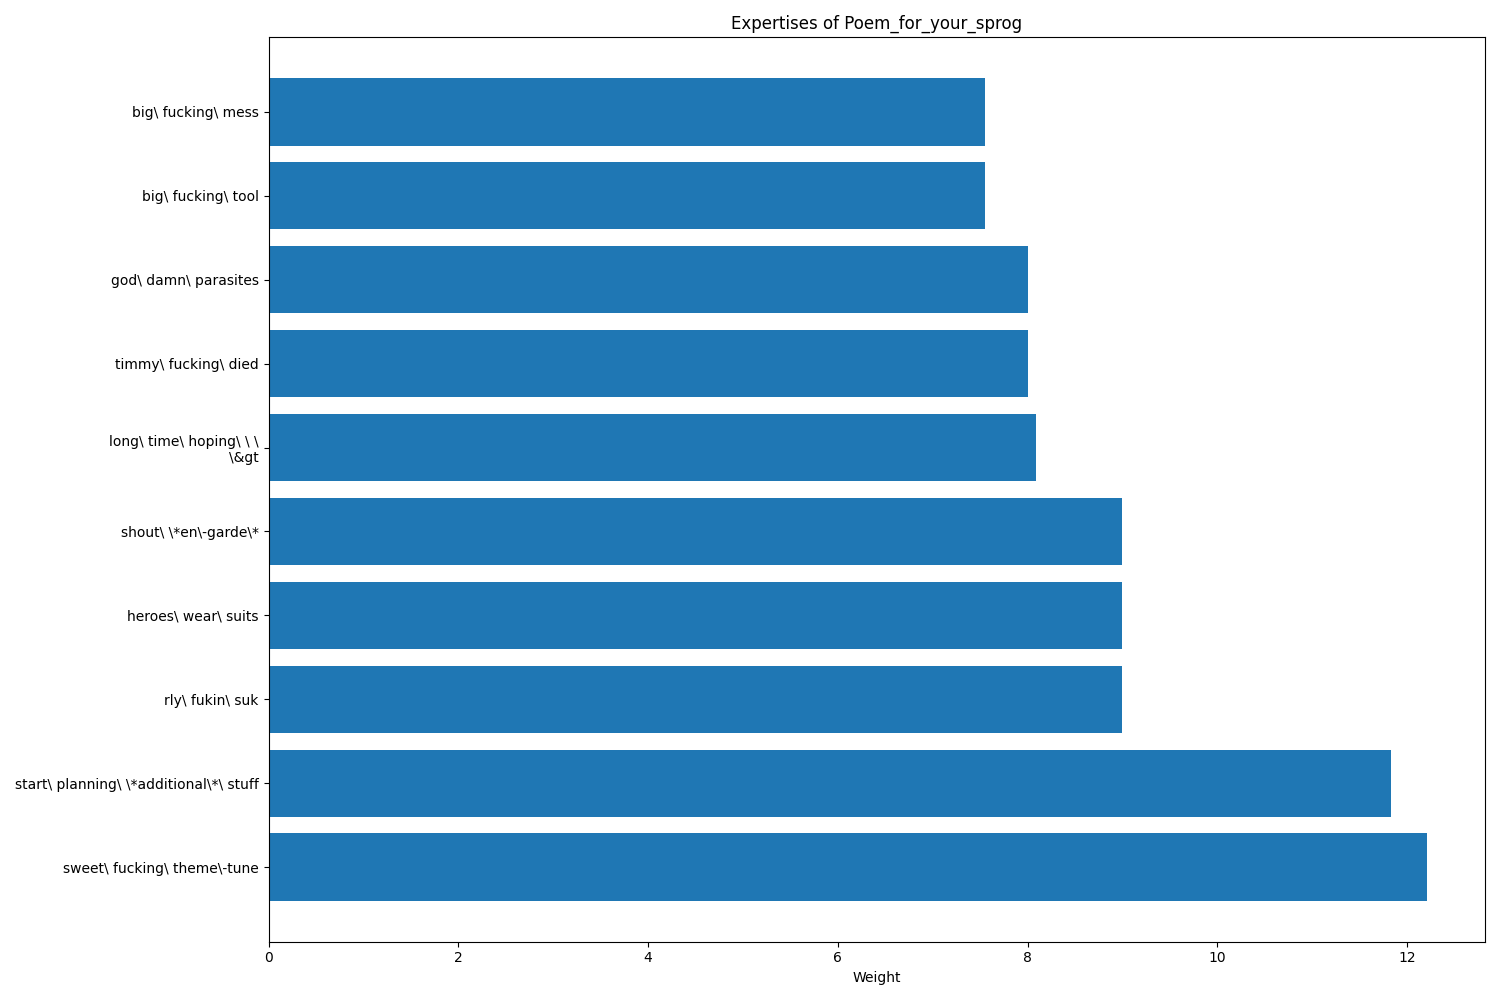 Expertises of Poem_for_your_sprog
big\ fucking\ mess
big\ fucking\ tool
god\ damn\ parasites
timmy\ fucking\ died
long\ time\ hoping\ \ \
\&gt
shout\ \*en\-garde\*
heroes\ wear\ suits
rly\ fukin\ suk
start\ planning\ \*additional\*\ stuff
sweet\ fucking\ theme\-tune
0 2 4 6 8 10 12
Weight